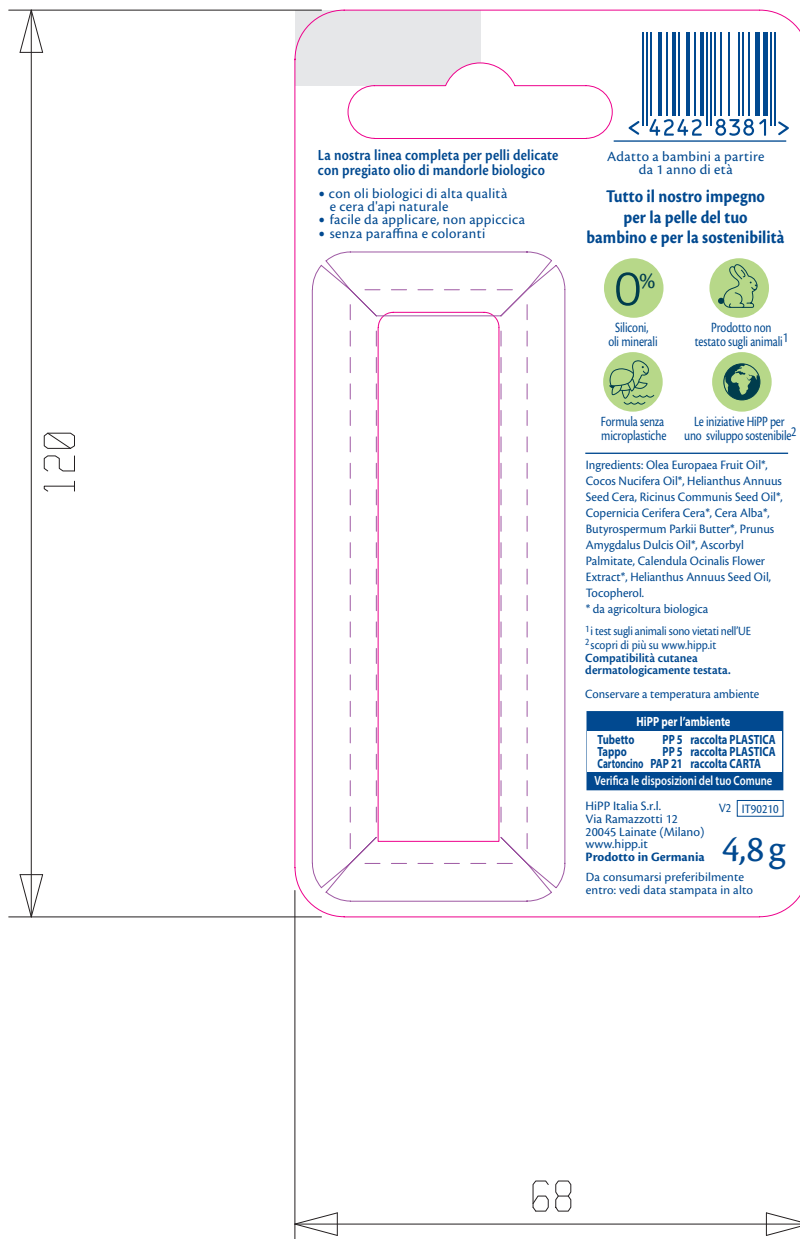 <4242 8381>
La nostra linea completa per pelli delicate
con pregiato olio di mandorle biologico
• con oli biologici di alta qualità
e cera d'api naturale
• facile da applicare, non appiccica
• senza paraffina e coloranti
Adatto a bambini a partire
da 1 anno di età
Tutto il nostro impegno
per la pelle del tuo
bambino e per la sostenibilità
0%
Siliconi,
oli minerali
Prodotto non
testato sugli animali1
Formula senza
microplastiche
Le iniziative HiPP per
uno sviluppo sostenibile2
Ingredients: Olea Europaea Fruit Oil*,
Cocos Nucifera Oil*, Helianthus Annuus
Seed Cera, Ricinus Communis Seed Oil*,
Copernicia Cerifera Cera*, Cera Alba*,
Butyrospermum Parkii Butter*, Prunus
Amygdalus Dulcis Oil*, Ascorbyl
Palmitate, Calendula Ocinalis Flower
Extract*, Helianthus Annuus Seed Oil,
Tocopherol.
* da agricoltura biologica
1i test sugli animali sono vietati nell'UE
2scopri di più su www.hipp.it
Compatibilità cutanea
dermatologicamente testata.
Conservare a temperatura ambiente
HiPP per l'ambiente
Tubetto PP 5 raccolta PLASTICA
Tappo PP 5 raccolta PLASTICA
Cartoncino PAP 21 raccolta CARTA
Verifica le disposizioni del tuo Comune
HiPP Italia S.r.l.
Via Ramazzotti 12
20045 Lainate (Milano)
www.hipp.it
Prodotto in Germania
V2 IT90210
4,8 g
Da consumarsi preferibilmente
entro: vedi data stampata in alto
120
68